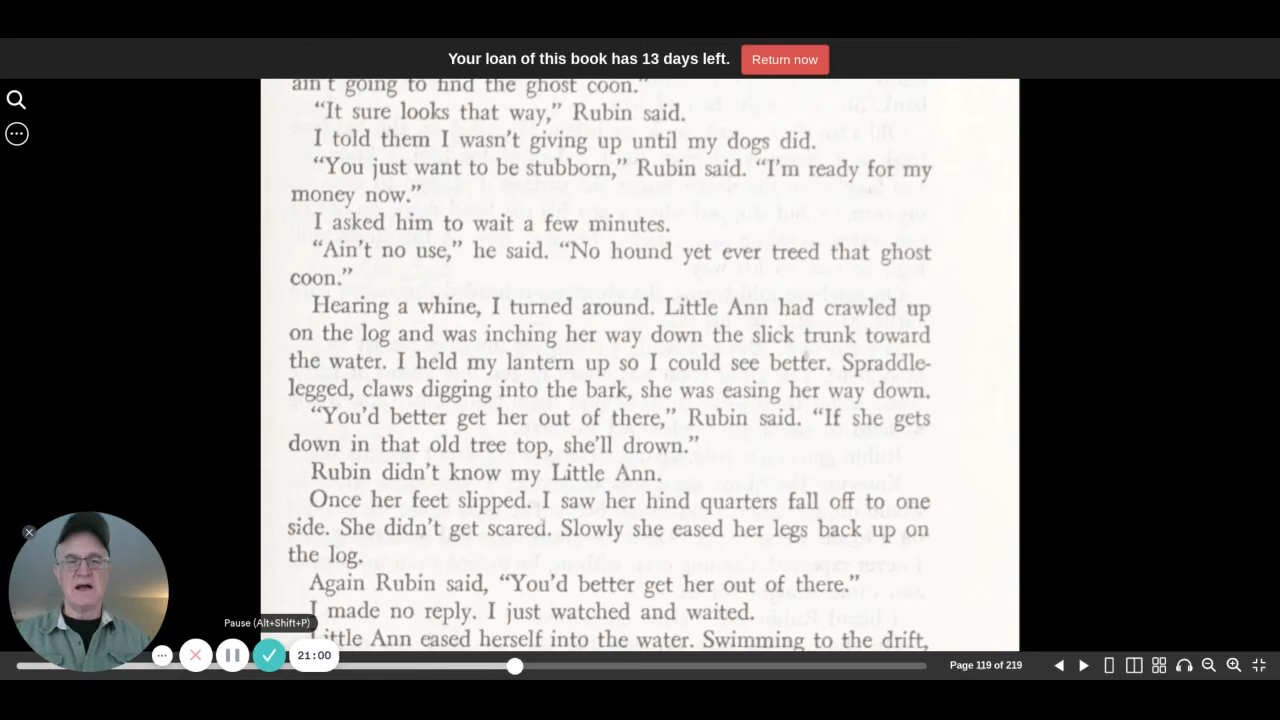 Your loan of this book has 13 days left. Return now
ain't going to find the ghost coon."
"It sure looks that way," Rubin said.
I told them I wasn't giving up until my dogs did.
"You just want to be stubborn," Rubin said. "I'm ready for my
money now."
I asked him to wait a few minutes.
"Ain't no use," he said. "No hound yet ever treed that ghost
coon."
Hearing a whine, I turned around. Little Ann had crawled up
on the log and was inching her way down the slick trunk toward
the water. I held my lantern up so I could see better. Spraddle-
legged, claws digging into the bark, she was easing her way down.
"You'd better get her out of there," Rubin said. "If she gets
down in that old tree top, she'll drown."
Rubin didn't know my Little Ann.
Once her feet slipped. I saw her hind quarters fall off to one
side. She didn't get scared. Slowly she eased her legs back up on
the log.
Again Rubin said, "You'd better get her out of there."
I made no reply. I just watched and waited.
Little Ann eased herself into the water. Swimming to the drift,
Pause (Alt+Shift+P)
21:00
Page 119 of 219